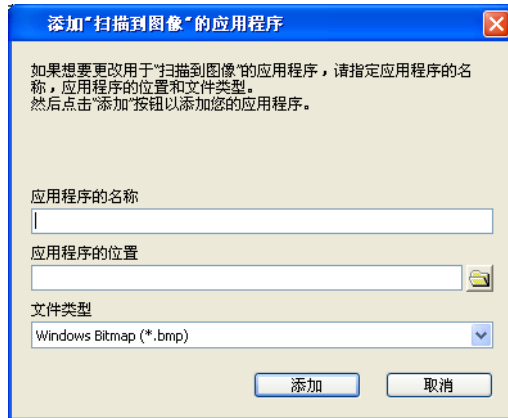 添加“扫描到图像”的应用程序
如果想要更改用于“扫描到图像”的应用程序，请指定应用程序的名
称，应用程序的位置和文件类型。
然后点击“添加”按钮以添加您的应用程序。
应用程序的名称
应用程序的位置
文件类型
Windows Bitmap (*.bmp)
添加 取消